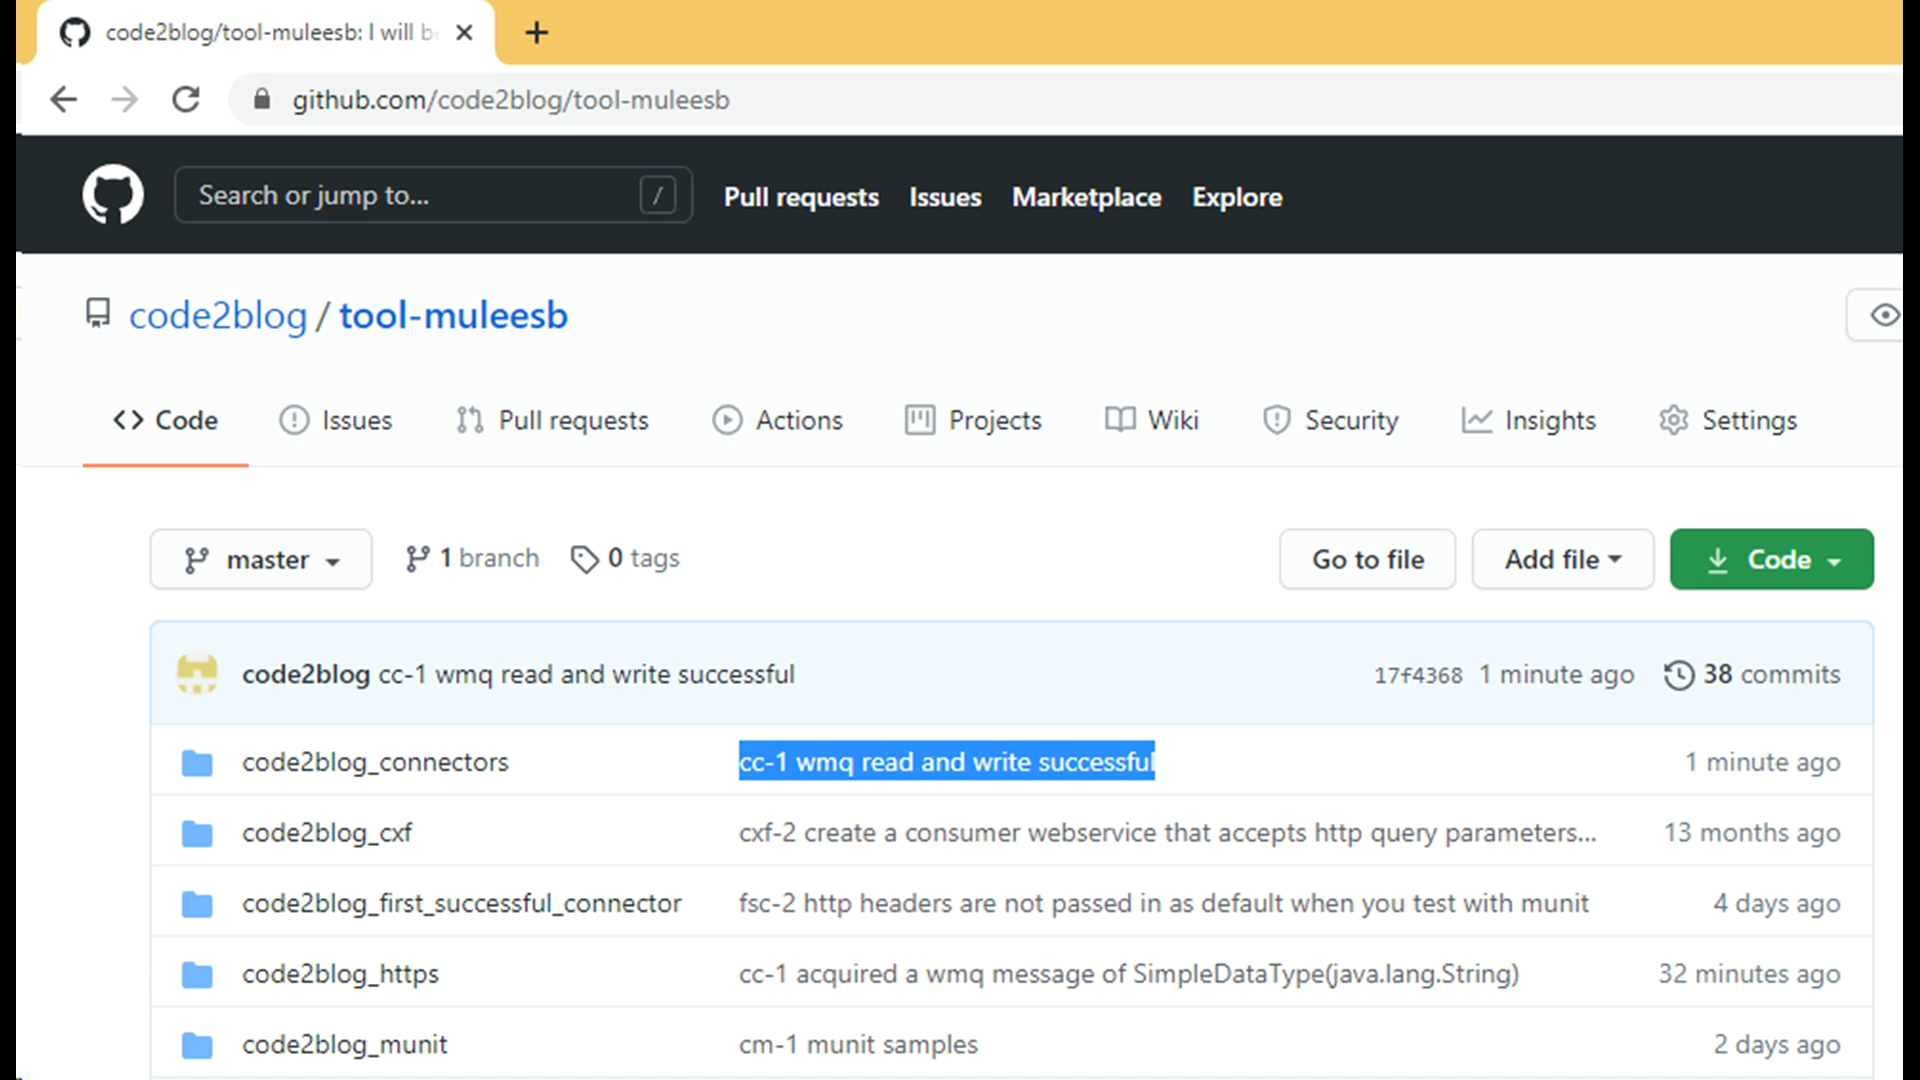 code2blog/tool-muleesb: I will be
github.com/code2blog/tool-muleesb
Search or jump to... /
Pull requests Issues Marketplace Explore
code2blog / tool-muleesb
Code Issues Pull requests Actions Projects Wiki Security Insights Settings
master 1 branch 0 tags Go to file Add file Code
code2blog cc-1 wmq read and write successful 17f4368 1 minute ago 38 commits
code2blog_connectors cc-1 wmq read and write successful 1 minute ago
code2blog_cxf cxf-2 create a consumer webservice that accepts http query parameters... 13 months ago
code2blog_first_successful_connector fsc-2 http headers are not passed in as default when you test with munit 4 days ago
code2blog_https cc-1 acquired a wmq message of SimpleDataType(java.lang.String) 32 minutes ago
code2blog_munit cm-1 munit samples 2 days ago